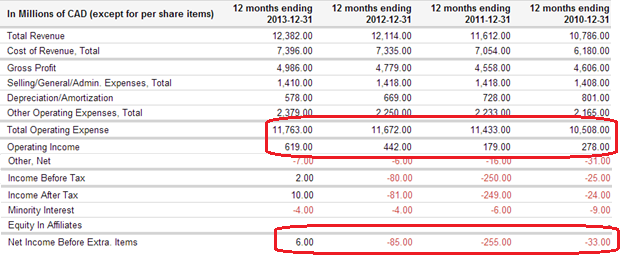 In Millions of CAD (except for per share items) 12 months ending 2013-12-31 12 months ending 2012-12-31 12 months ending 2011-12-31 12 months ending 2010-12-31
Total Revenue 12,382.00 12,114.00 11,612.00 10,786.00
Cost of Revenue, Total 7,396.00 7,335.00 7,054.00 6,180.00
Gross Profit 4,986.00 4,779.00 4,558.00 4,606.00
Selling/General/Admin. Expenses, Total 1,410.00 1,418.00 1,418.00 1,408.00
Depreciation/Amortization 578.00 669.00 728.00 801.00
Other Operating Expenses, Total 2,379.00 2,250.00 2,233.00 2,165.00
Total Operating Expense 11,763.00 11,672.00 11,433.00 10,508.00
Operating Income 619.00 442.00 179.00 278.00
Other, Net -7.00 -6.00 -16.00 -31.00
Income Before Tax 2.00 -80.00 -250.00 -25.00
Income After Tax 10.00 -81.00 -249.00 -24.00
Minority Interest -4.00 -4.00 -6.00 -9.00
Equity In Affiliates
Net Income Before Extra. Items 6.00 -85.00 -255.00 -33.00